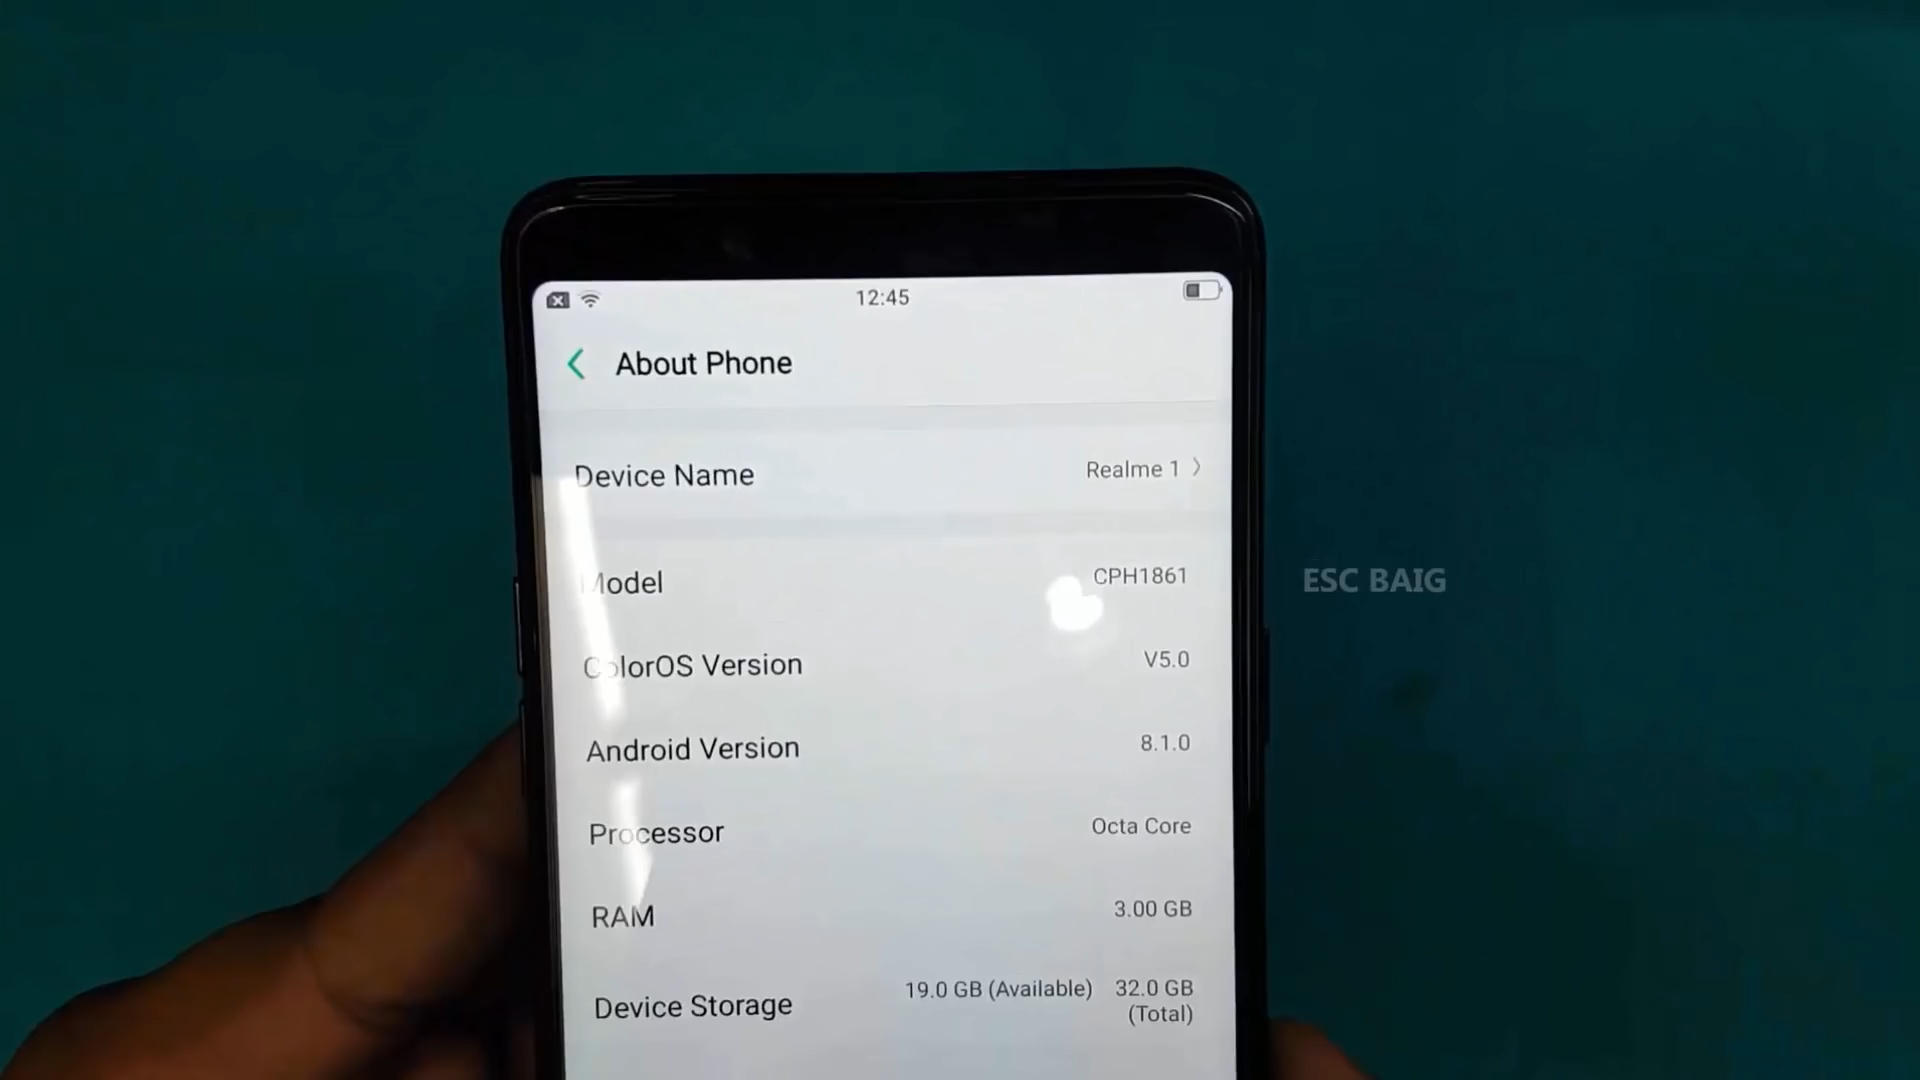 12:45
About Phone
Device Name Realme 1
Model CPH1861
ColorOS Version V5.0
Android Version 8.1.0
Processor Octa Core
RAM 3.00 GB
Device Storage 19.0 GB (Available) 32.0 GB
(Total)
ESC BAIG